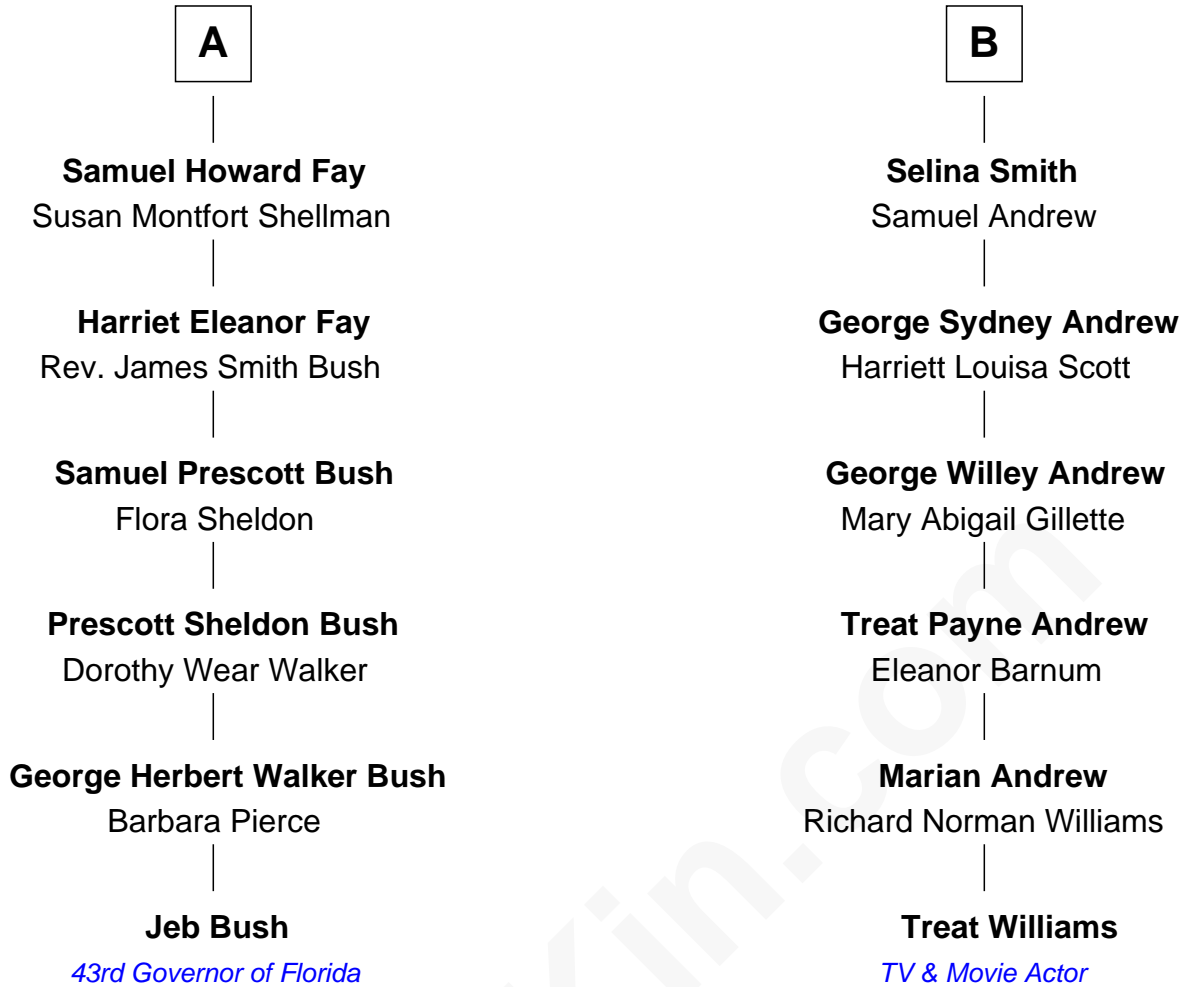 A
Samuel Howard Fay
Susan Montfort Shellman
Harriet Eleanor Fay
Rev. James Smith Bush
Samuel Prescott Bush
Flora Sheldon
Prescott Sheldon Bush
Dorothy Wear Walker
George Herbert Walker Bush
Barbara Pierce
Jeb Bush
43rd Governor of Florida
B
Selina Smith
Samuel Andrew
George Sydney Andrew
Harriett Louisa Scott
George Willey Andrew
Mary Abigail Gillette
Treat Payne Andrew
Eleanor Barnum
Marian Andrew
Richard Norman Williams
Treat Williams
TV & Movie Actor
Kin.com